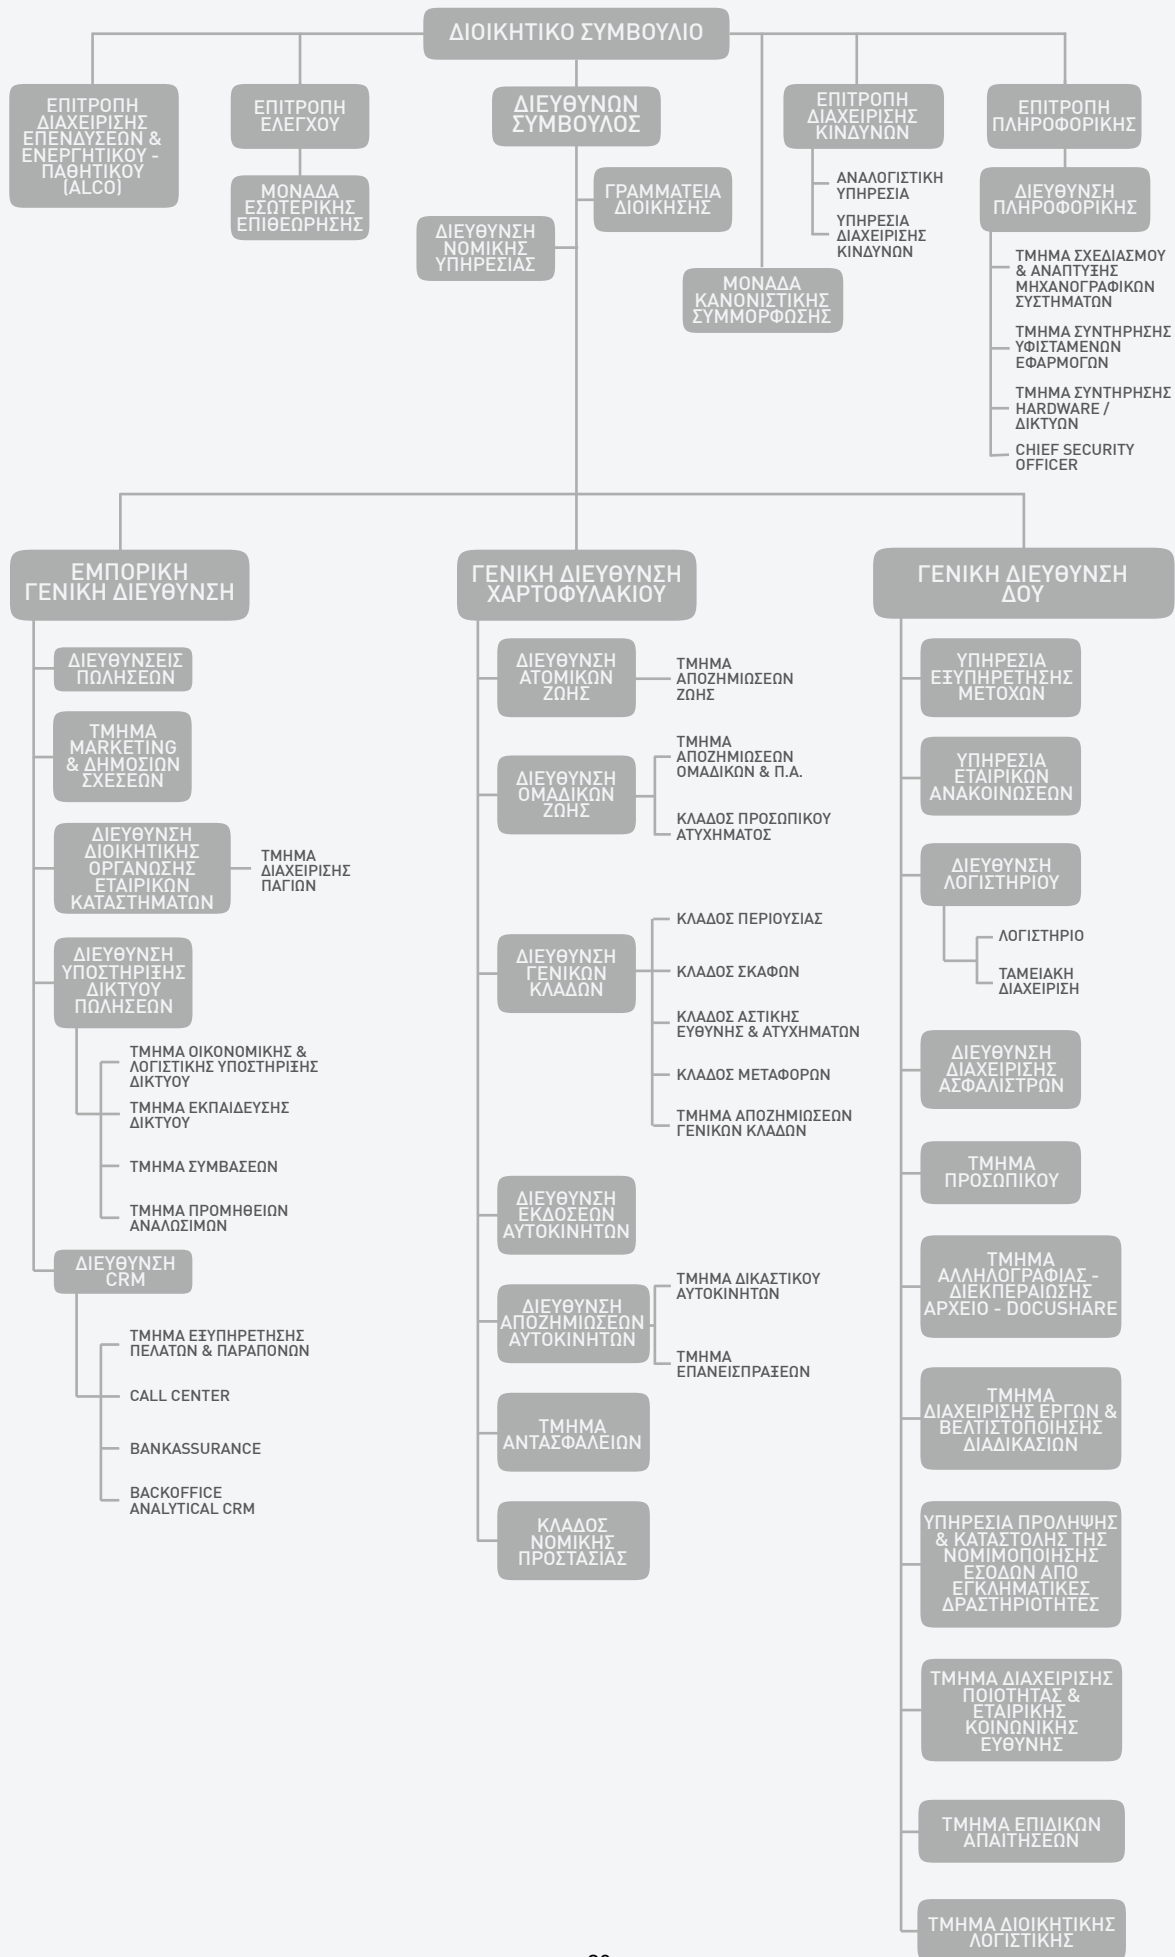 ΔΙΟΙΚΗΤΙΚΟ ΣΥΜΒΟΥΛΙΟ
ΕΠΙΤΡΟΠΗ
ΔΙΑΧΕΙΡΙΣΗΣ
ΕΠΕΝΔΥΣΕΩΝ &
ΕΝΕΡΓΗΤΙΚΟΥ -
ΠΑΘΗΤΙΚΟΥ
(ALCO)
ΕΠΙΤΡΟΠΗ
ΕΛΕΓΧΟΥ
ΜΟΝΑΔΑ
ΕΣΩΤΕΡΙΚΗΣ
ΕΠΙΘΕΩΡΗΣΗΣ
ΔΙΕΥΘΥΝΩΝ
ΣΥΜΒΟΥΛΟΣ
ΓΡΑΜΜΑΤΕΙΑ
ΔΙΟΙΚΗΣΗΣ
ΔΙΕΥΘΥΝΣΗ
ΝΟΜΙΚΗΣ
ΥΠΗΡΕΣΙΑΣ
ΜΟΝΑΔΑ
ΚΑΝΟΝΙΣΤΙΚΗΣ
ΣΥΜΜΟΡΦΩΣΗΣ
ΕΠΙΤΡΟΠΗ
ΔΙΑΧΕΙΡΙΣΗΣ
ΚΙΝΔΥΝΩΝ
ΑΝΑΛΟΓΙΣΤΙΚΗ
ΥΠΗΡΕΣΙΑ
ΥΠΗΡΕΣΙΑ
ΔΙΑΧΕΙΡΙΣΗΣ
ΚΙΝΔΥΝΩΝ
ΕΠΙΤΡΟΠΗ
ΠΛΗΡΟΦΟΡΙΚΗΣ
ΔΙΕΥΘΥΝΣΗ
ΠΛΗΡΟΦΟΡΙΚΗΣ
ΤΜΗΜΑ ΣΧΕΔΙΑΣΜΟΥ
& ΑΝΑΠΤΥΞΗΣ
ΜΗΧΑΝΟΓΡΑΦΙΚΩΝ
ΣΥΣΤΗΜΑΤΩΝ
ΤΜΗΜΑ ΣΥΝΤΗΡΗΣΗΣ
ΥΦΙΣΤΑΜΕΝΩΝ
ΕΦΑΡΜΟΓΩΝ
ΤΜΗΜΑ ΣΥΝΤΗΡΗΣΗΣ
HARDWARE /
ΔΙΚΤΥΩΝ
CHIEF SECURITY
OFFICER
ΕΜΠΟΡΙΚΗ
ΓΕΝΙΚΗ ΔΙΕΥΘΥΝΣΗ
ΔΙΕΥΘΥΝΣΕΙΣ
ΠΩΛΗΣΕΩΝ
ΤΜΗΜΑ
MARKETING
& ΔΗΜΟΣΙΩΝ
ΣΧΕΣΕΩΝ
ΔΙΕΥΘΥΝΣΗ
ΔΙΟΙΚΗΤΙΚΗΣ
ΟΡΓΑΝΩΣΗΣ
ΕΤΑΙΡΙΚΩΝ
ΚΑΤΑΣΤΗΜΑΤΩΝ
ΤΜΗΜΑ
ΔΙΑΧΕΙΡΙΣΗΣ
ΠΑΓΙΩΝ
ΔΙΕΥΘΥΝΣΗ
ΥΠΟΣΤΗΡΙΞΗΣ
ΔΙΚΤΥΟΥ
ΠΩΛΗΣΕΩΝ
ΤΜΗΜΑ ΟΙΚΟΝΟΜΙΚΗΣ &
ΛΟΓΙΣΤΙΚΗΣ ΥΠΟΣΤΗΡΙΞΗΣ
ΔΙΚΤΥΟΥ
ΤΜΗΜΑ ΕΚΠΑΙΔΕΥΣΗΣ
ΔΙΚΤΥΟΥ
ΤΜΗΜΑ ΣΥΜΒΑΣΕΩΝ
ΤΜΗΜΑ ΠΡΟΜΗΘΕΙΩΝ
ΑΝΑΛΩΣΙΜΩΝ
ΔΙΕΥΘΥΝΣΗ
CRM
ΤΜΗΜΑ ΕΞΥΠΗΡΕΤΗΣΗΣ
ΠΕΛΑΤΩΝ & ΠΑΡΑΠΟΝΩΝ
CALL CENTER
BANKASSURANCE
BACKOFFICE
ANALYTICAL CRM
ΓΕΝΙΚΗ ΔΙΕΥΘΥΝΣΗ
ΧΑΡΤΟΦΥΛΑΚΙΟΥ
ΔΙΕΥΘΥΝΣΗ
ΑΤΟΜΙΚΩΝ
ΖΩΗΣ
ΤΜΗΜΑ
ΑΠΟΖΗΜΙΩΣΕΩΝ
ΖΩΗΣ
ΔΙΕΥΘΥΝΣΗ
ΟΜΑΔΙΚΩΝ
ΖΩΗΣ
ΤΜΗΜΑ
ΑΠΟΖΗΜΙΩΣΕΩΝ
ΟΜΑΔΙΚΩΝ & Π.Α.
ΚΛΑΔΟΣ ΠΡΟΣΩΠΙΚΟΥ
ΑΤΥΧΗΜΑΤΟΣ
ΔΙΕΥΘΥΝΣΗ
ΓΕΝΙΚΩΝ
ΚΛΑΔΩΝ
ΚΛΑΔΟΣ ΠΕΡΙΟΥΣΙΑΣ
ΚΛΑΔΟΣ ΣΚΑΦΩΝ
ΚΛΑΔΟΣ ΑΣΤΙΚΗΣ
ΕΥΘΥΝΗΣ & ΑΤΥΧΗΜΑΤΩΝ
ΚΛΑΔΟΣ ΜΕΤΑΦΟΡΩΝ
ΤΜΗΜΑ ΑΠΟΖΗΜΙΩΣΕΩΝ
ΓΕΝΙΚΩΝ ΚΛΑΔΩΝ
ΔΙΕΥΘΥΝΣΗ
ΕΚΔΟΣΕΩΝ
ΑΥΤΟΚΙΝΗΤΩΝ
ΔΙΕΥΘΥΝΣΗ
ΑΠΟΖΗΜΙΩΣΕΩΝ
ΑΥΤΟΚΙΝΗΤΩΝ
ΤΜΗΜΑ ΔΙΚΑΣΤΙΚΟΥ
ΑΥΤΟΚΙΝΗΤΩΝ
ΤΜΗΜΑ
ΕΠΑΝΕΙΣΠΡΑΞΕΩΝ
ΤΜΗΜΑ
ΑΝΤΑΣΦΑΛΕΙΩΝ
ΚΛΑΔΟΣ
ΝΟΜΙΚΗΣ
ΠΡΟΣΤΑΣΙΑΣ
ΓΕΝΙΚΗ ΔΙΕΥΘΥΝΣΗ
ΔΟΥ
ΥΠΗΡΕΣΙΑ
ΕΞΥΠΗΡΕΤΗΣΗΣ
ΜΕΤΟΧΩΝ
ΥΠΗΡΕΣΙΑ
ΕΤΑΙΡΙΚΩΝ
ΑΝΑΚΟΙΝΩΣΕΩΝ
ΔΙΕΥΘΥΝΣΗ
ΛΟΓΙΣΤΗΡΙΟΥ
ΛΟΓΙΣΤΗΡΙΟ
ΤΑΜΕΙΑΚΗ
ΔΙΑΧΕΙΡΙΣΗ
ΔΙΕΥΘΥΝΣΗ
ΔΙΑΧΕΙΡΙΣΗΣ
ΑΣΦΑΛΙΣΤΡΩΝ
ΤΜΗΜΑ
ΠΡΟΣΩΠΙΚΟΥ
ΤΜΗΜΑ
ΑΛΛΗΛΟΓΡΑΦΙΑΣ -
ΔΙΕΚΠΕΡΑΙΩΣΗΣ
ΑΡΧΕΙΟ - DOCUSHARE
ΤΜΗΜΑ
ΔΙΑΧΕΙΡΙΣΗΣ ΕΡΓΩΝ &
ΒΕΛΤΙΣΤΟΠΟΙΗΣΗΣ
ΔΙΑΔΙΚΑΣΙΩΝ
ΥΠΗΡΕΣΙΑ ΠΡΟΛΗΨΗΣ
& ΚΑΤΑΣΤΟΛΗΣ ΤΗΣ
ΝΟΜΙΜΟΠΟΙΗΣΗΣ
ΕΣΟΔΩΝ ΑΠΟ
ΕΓΚΛΗΜΑΤΙΚΕΣ
ΔΡΑΣΤΗΡΙΟΤΗΤΕΣ
ΤΜΗΜΑ ΔΙΑΧΕΙΡΙΣΗΣ
ΠΟΙΟΤΗΤΑΣ &
ΕΤΑΙΡΙΚΗΣ
ΚΟΙΝΩΝΙΚΗΣ
ΕΥΘΥΝΗΣ
ΤΜΗΜΑ ΕΠΙΔΙΚΩΝ
ΑΠΑΙΤΗΣΕΩΝ
ΤΜΗΜΑ ΔΙΟΙΚΗΤΙΚΗΣ
ΛΟΓΙΣΤΙΚΗΣ